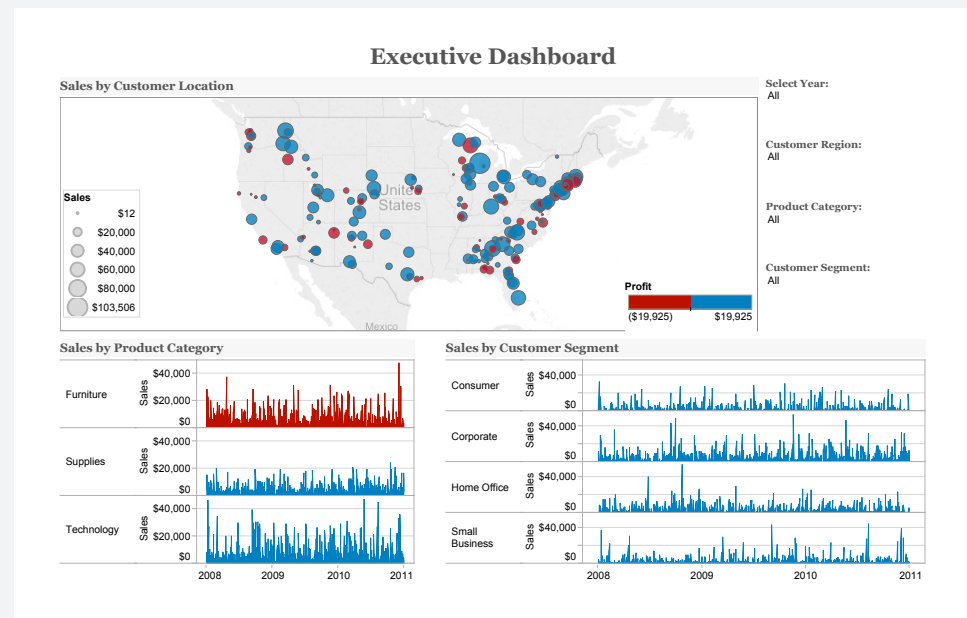 Executive Dashboard
Sales by Customer Location
Select Year:
All
Customer Region:
All
Product Category:
All
Customer Segment:
All
United
States
Mexico
Sales
$12
$20,000
$40,000
$60,000
$80,000
$103,506
Profit
($19,925) $19,925
Sales by Product Category
Furniture
Sales
$40,000
$20,000
$0
Supplies
Sales
$40,000
$20,000
$0
Technology
Sales
$40,000
$20,000
$0
2008 2009 2010 2011
Sales by Customer Segment
Consumer
Sales
$40,000
$0
Corporate
Sales
$40,000
$0
Home Office
Sales
$40,000
$0
Small
Business
Sales
$40,000
$0
2008 2009 2010 2011